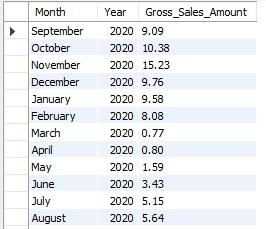 Month Year Gross_Sales_Amount
September 2020 9.09
October 2020 10.38
November 2020 15.23
December 2020 9.76
January 2020 9.58
February 2020 8.08
March 2020 0.77
April 2020 0.80
May 2020 1.59
June 2020 3.43
July 2020 5.15
August 2020 5.64